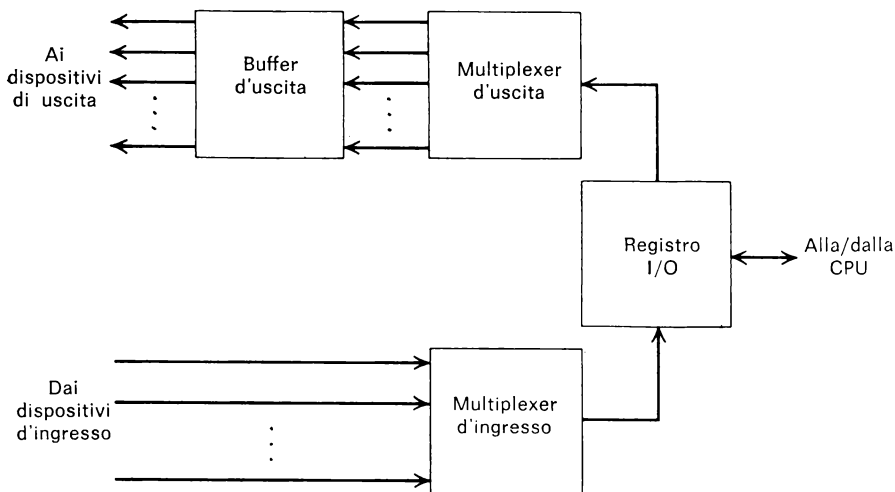 Ai
dispositivi
di uscita
Buffer
d'uscita
Multiplexer
d'uscita
Registro
I/O
Alla/dalla
CPU
Dai
dispositivi
d'ingresso
Multiplexer
d'ingresso